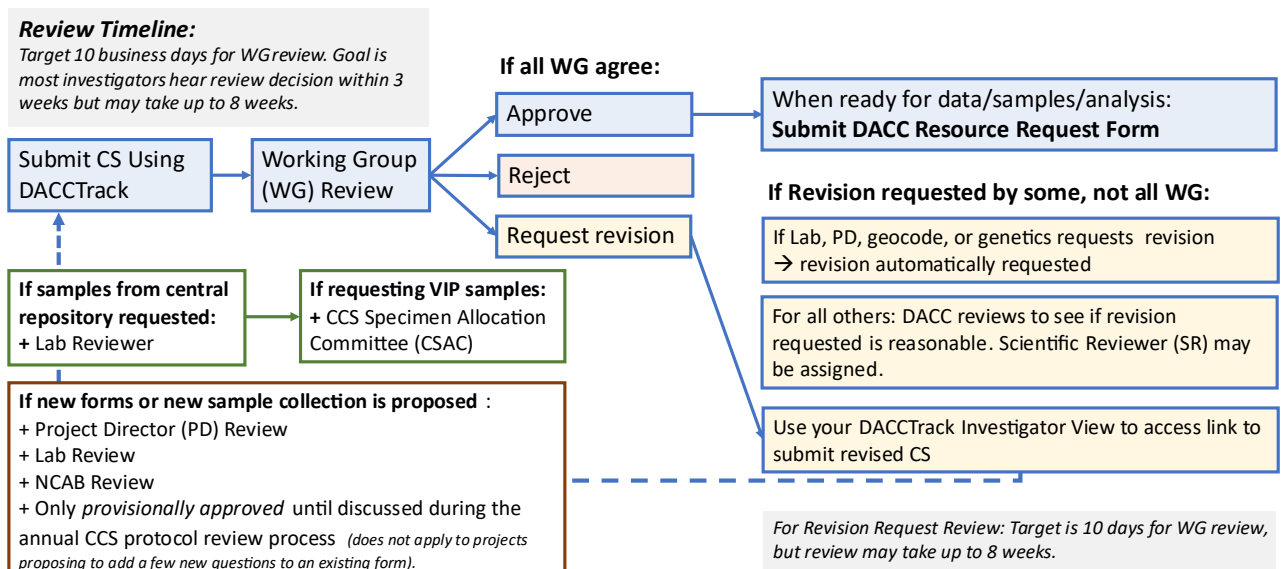 Review Timeline:
Target 10 business days for WG review. Goal is
most investigators hear review decision within 3
weeks but may take up to 8 weeks.
Submit CS Using
DACCTrack
Working Group
(WG) Review
If all WG agree:
Approve
Reject
Request revision
When ready for data/samples/analysis:
Submit DACC Resource Request Form
If Revision requested by some, not all WG:
If Lab, PD, geocode, or genetics requests revision
→ revision automatically requested
For all others: DACC reviews to see if revision
requested is reasonable. Scientific Reviewer (SR) may
be assigned.
Use your DACCTrack Investigator View to access link to
submit revised CS
If samples from central
repository requested:
+ Lab Reviewer
If requesting VIP samples:
+ CCS Specimen Allocation
Committee (CSAC)
If new forms or new sample collection is proposed :
+ Project Director (PD) Review
+ Lab Review
+ NCAB Review
+ Only provisionally approved until discussed during the
annual CCS protocol review process (does not apply to projects
proposing to add a few new questions to an existing form).
For Revision Request Review: Target is 10 days for WG review,
but review may take up to 8 weeks.